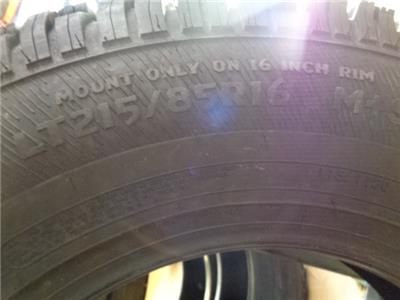 MOUNT ONLY ON 16 INCH RIM
LT215/85R16